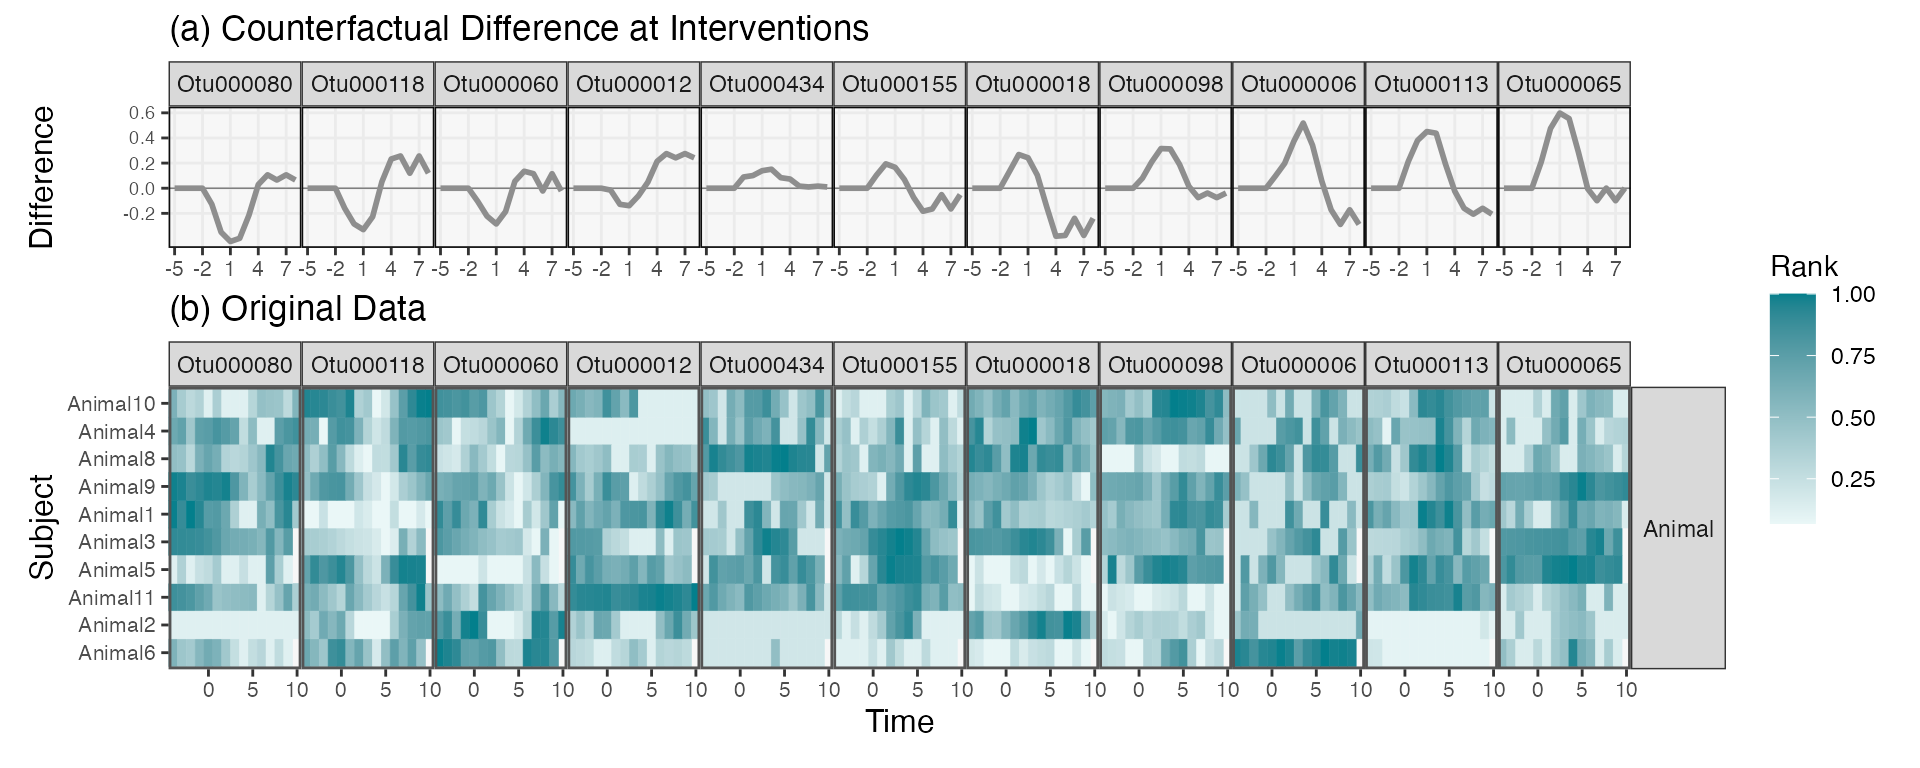 (a) Counterfactual Difference at Interventions
Otu000080 Otu000118 Otu000060 Otu000012 Otu000434 Otu000155 Otu000018 Otu000098 Otu000006 Otu000113 Otu000065
Difference
0.6
0.4
0.2
0.0
-0.2
-5 -2 1 4 7 -5 -2 1 4 7 -5 -2 1 4 7 -5 -2 1 4 7 -5 -2 1 4 7 -5 -2 1 4 7 -5 -2 1 4 7 -5 -2 1 4 7 -5 -2 1 4 7 -5 -2 1 4 7 -5 -2 1 4 7
(b) Original Data
Otu000080 Otu000118 Otu000060 Otu000012 Otu000434 Otu000155 Otu000018 Otu000098 Otu000006 Otu000113 Otu000065
Subject
Animal10
Animal4
Animal8
Animal9
Animal1
Animal3
Animal5
Animal11
Animal2
Animal6
Animal
0 5 10 0 5 10 0 5 10 0 5 10 0 5 10 0 5 10 0 5 10 0 5 10 0 5 10 0 5 10 0 5 10
Time
Rank
1.00
0.75
0.50
0.25